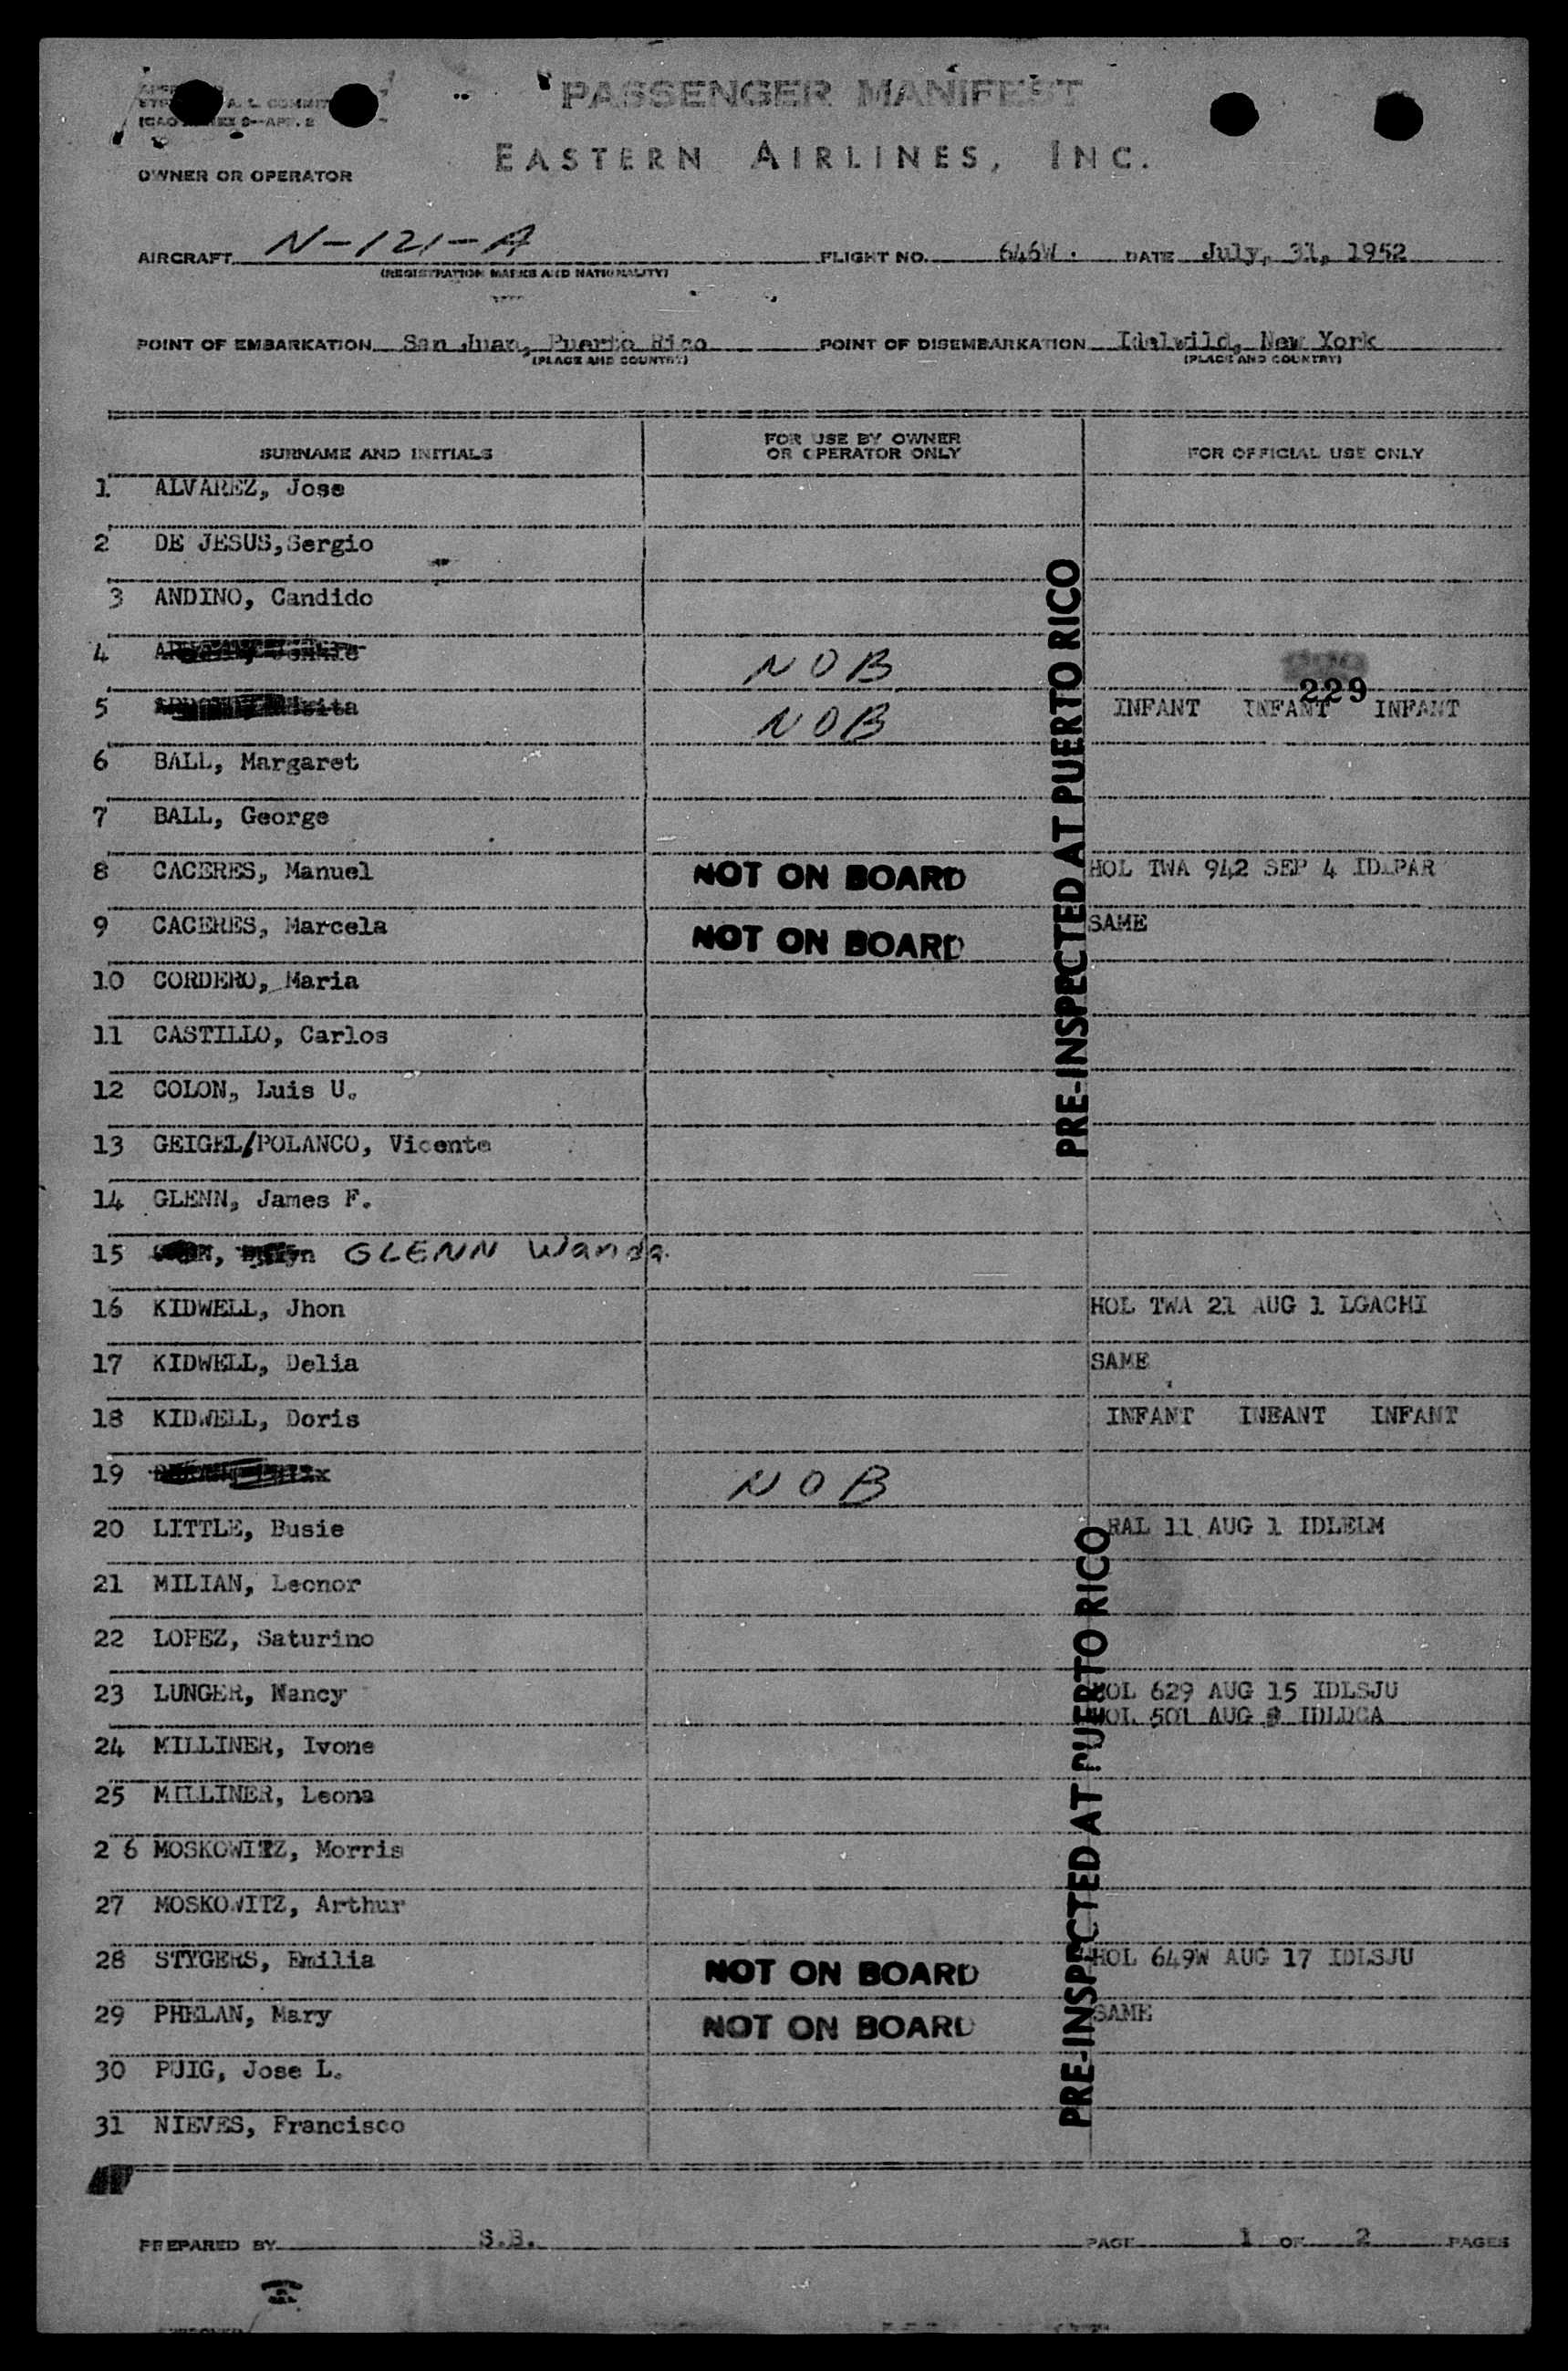 PASSENGER MANIFEST
EASTERN AIRLINES, INC.
OWNER OR OPERATOR
AIRCRAFT N-121-A FLIGHT NO. 646W. DATE July, 31, 1952
(REGISTRATION MARKS AND NATIONALITY)
POINT OF EMBARKATION San Juan, Puerto Rico POINT OF DISEMBARKATION Idelwild, New York
(PLACE AND COUNTRY) (PLACE AND COUNTRY)
SURNAME AND INITIALS FOR USE BY OWNER OR OPERATOR ONLY FOR OFFICIAL USE ONLY
1 ALVAREZ, Jose
2 DE JESUS,Sergio
3 ANDINO, Candido
4 NOB
229
5 NOB INFANT INFANT INFANT
6 BALL, Margaret
7 BALL, George
8 CACERES, Manuel NOT ON BOARD HOL TWA 942 SEP 4 IDLPAR
9 CACERES, Marcela NOT ON BOARD SAME
10 CORDERO, Maria
11 CASTILLO, Carlos
12 COLON, Luis U.
13 GEIGEL/POLANCO, Vicente
14 GLENN, James F.
15 GLENN Wanda
16 KIDWELL, Jhon HOL TWA 21 AUG 1 LGACHI
17 KIDWELL, Delia SAME
18 KIDWELL, Doris INFANT INFANT INFANT
19 NOB
20 LITTLE, Busie RAL 11 AUG 1 IDLELM
21 MILIAN, Leonor
22 LOPEZ, Saturino
23 LUNGER, Nancy HOL 629 AUG 15 IDLSJU
HOL 501 AUG IDLDCA
24 MILLINER, Ivone
25 MILLINER, Leona
2 6 MOSKOWITZ, Morris
27 MOSKOWITZ, Arthur
28 STYGERS, Emilia NOT ON BOARD HOL 649W AUG 17 IDLSJU
29 PHELAN, Mary NOT ON BOARD SAME
30 PUIG, Jose L.
31 NIEVES, Francisco
PRE-INSPECTED AT PUERTO RICO
PRE-INSPECTED AT PUERTO RICO
PREPARED BY S.B. PAGE 1 OF 2 PAGES